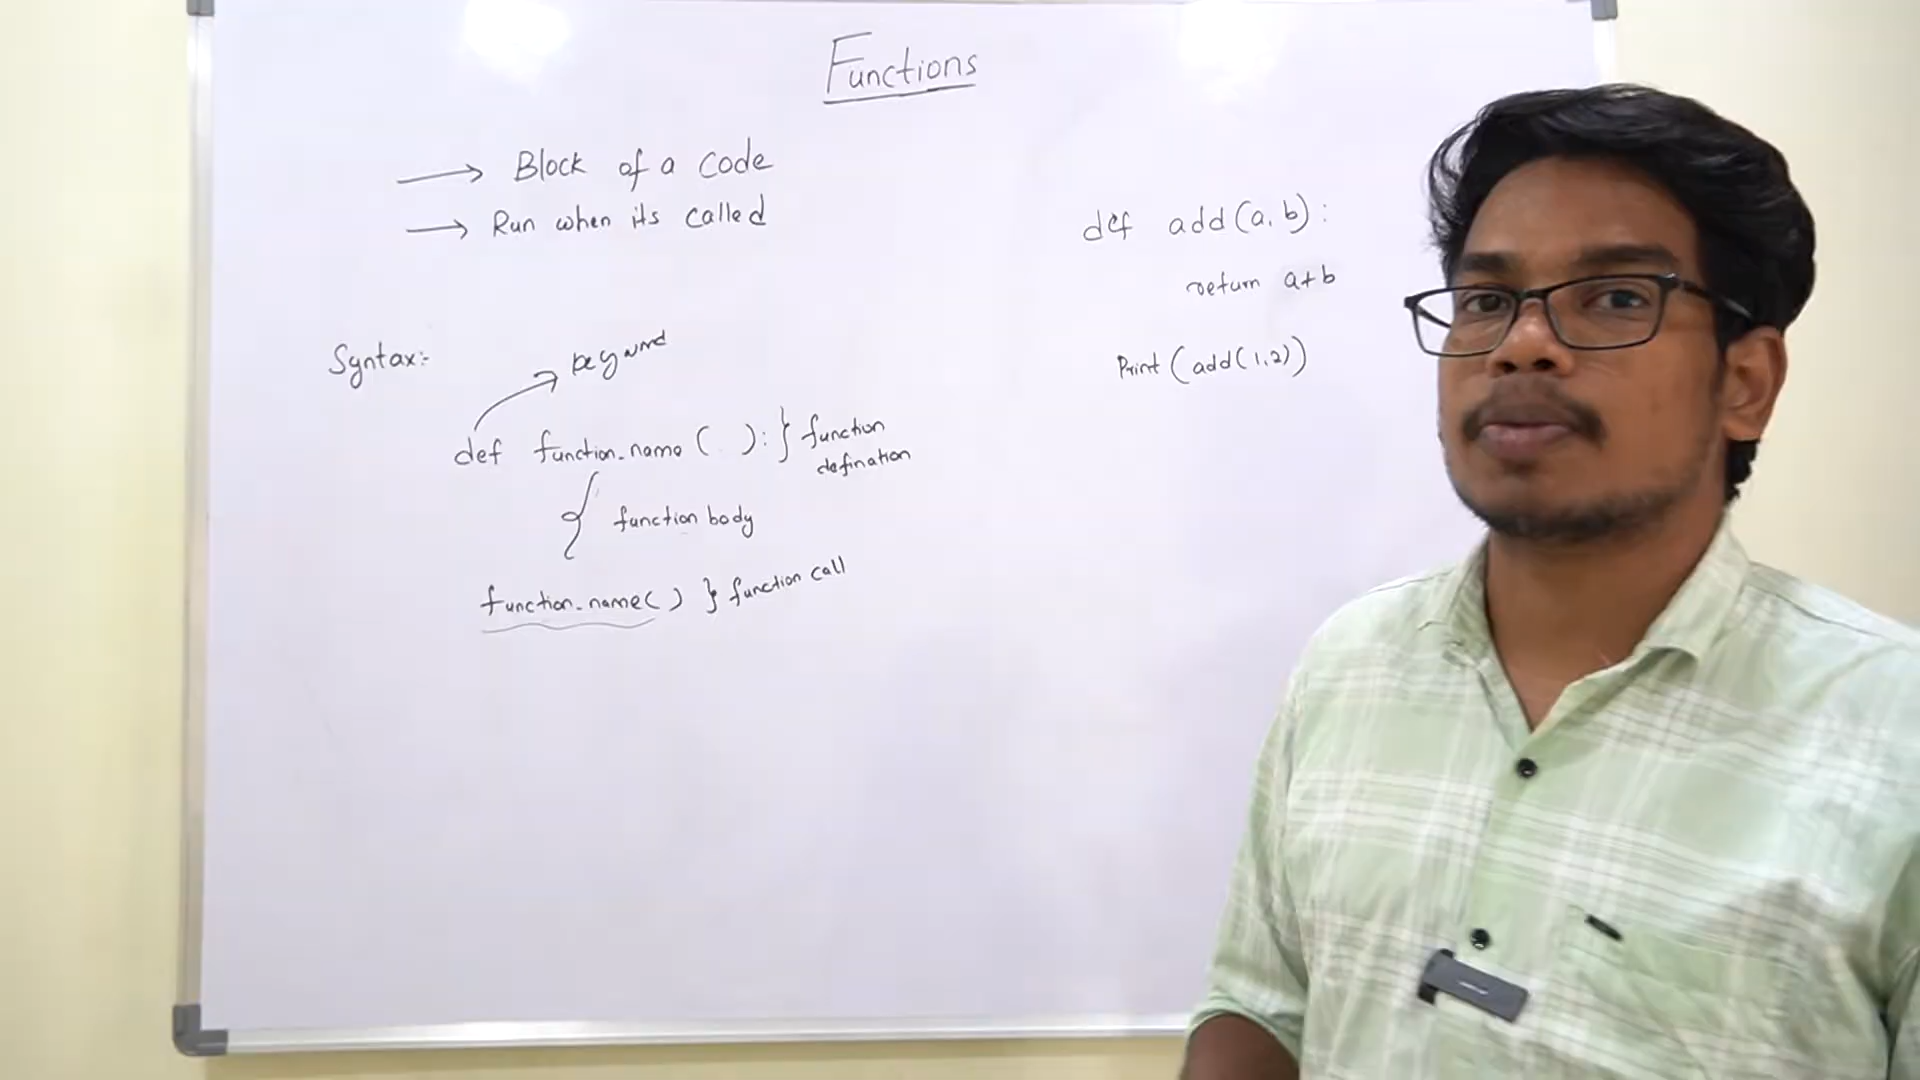 Functions
→ Block of a code
→ Run when its called
Syntax:-
keyword
def function_name ( ): } function
defination
{ function body
function_name( ) } function call
def add(a, b):
return a+b
Print (add(1,2))